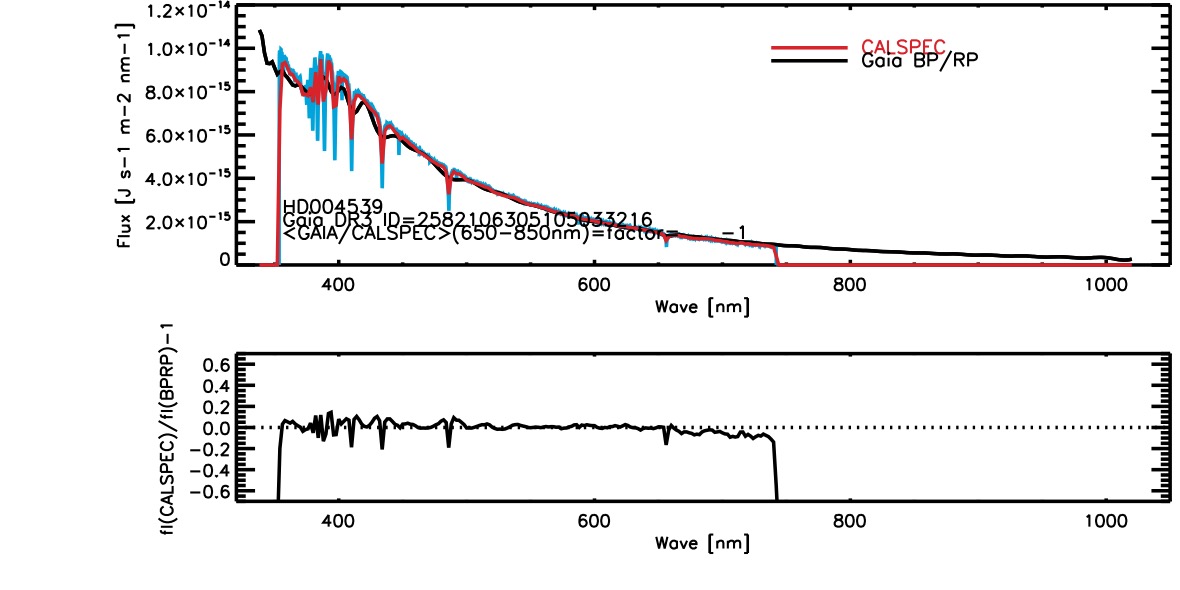 1.2×10−14
1.0×10−14
8.0×10−15
6.0×10−15
4.0×10−15
2.0×10−15
0
Flux [J s−1 m−2 nm−1]
CALSPEC
Gaia BP/RP
HD004539
Gaia DR3 ID=2582106305105033216
<GAIA/CALSPEC>(650−850nm)=factor= −1
400 600 800 1000
Wave [nm]
fl(CALSPEC)/fl(BPRP)−1
0.6
0.4
0.2
0.0
−0.2
−0.4
−0.6
400 600 800 1000
Wave [nm]